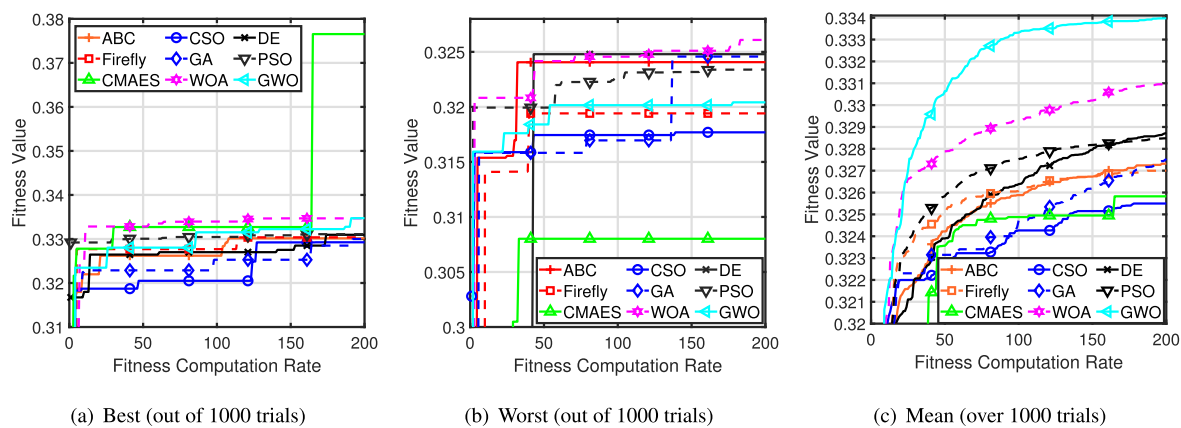 0.38
0.37
0.36
0.35
0.34
0.33
0.32
0.31
Fitness Value
ABC CSO DE
Firefly GA PSO
CMAES WOA GWO
0 50 100 150 200
Fitness Computation Rate
(a) Best (out of 1000 trials)
0.325
0.32
0.315
0.31
0.305
0.3
Fitness Value
ABC CSO DE
Firefly GA PSO
CMAES WOA GWO
0 50 100 150 200
Fitness Computation Rate
(b) Worst (out of 1000 trials)
0.334
0.333
0.331
0.33
0.329
0.328
0.326
0.325
0.324
0.323
0.321
0.32
Fitness Value
ABC CSO DE
Firefly GA PSO
CMAES WOA GWO
0 50 100 150 200
Fitness Computation Rate
(c) Mean (over 1000 trials)